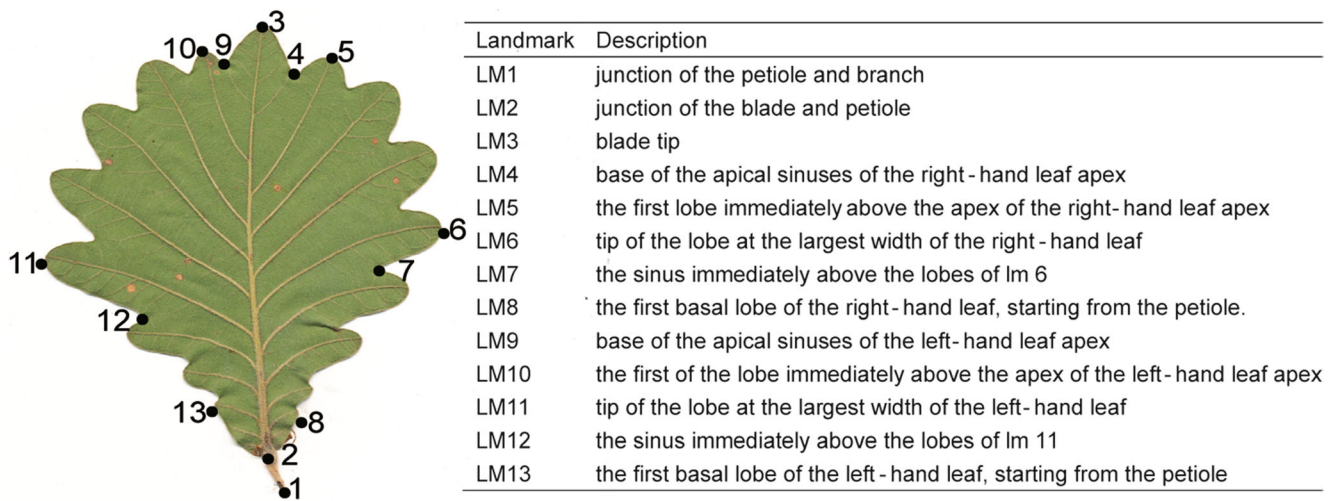 3
10 9
4 5
6
11
7
12
13
8
2
1
Landmark Description
LM1 junction of the petiole and branch
LM2 junction of the blade and petiole
LM3 blade tip
LM4 base of the apical sinuses of the right-hand leaf apex
LM5 the first lobe immediately above the apex of the right-hand leaf apex
LM6 tip of the lobe at the largest width of the right-hand leaf
LM7 the sinus immediately above the lobes of lm 6
LM8 the first basal lobe of the right-hand leaf, starting from the petiole.
LM9 base of the apical sinuses of the left-hand leaf apex
LM10 the first of the lobe immediately above the apex of the left-hand leaf apex
LM11 tip of the lobe at the largest width of the left-hand leaf
LM12 the sinus immediately above the lobes of lm 11
LM13 the first basal lobe of the left-hand leaf, starting from the petiole